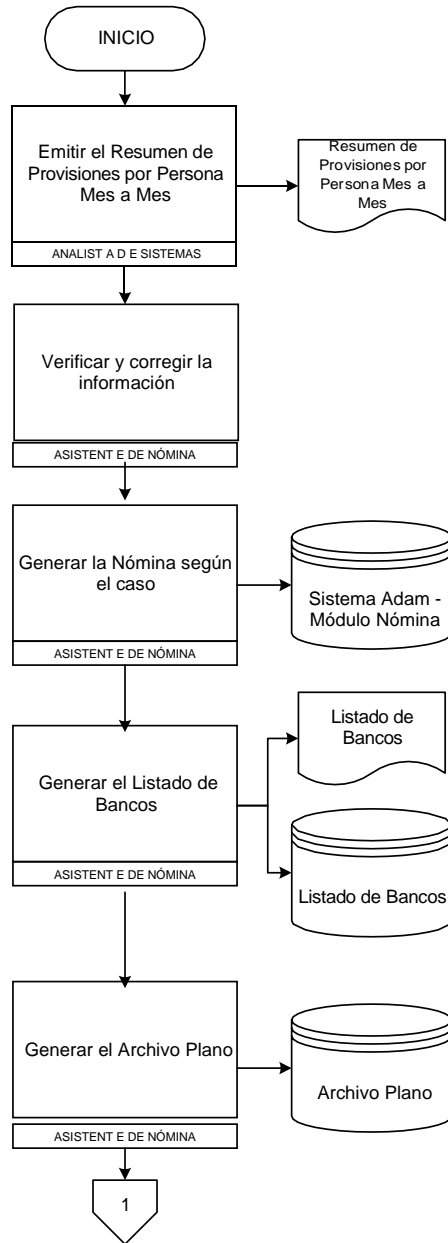 INICIO
Emitir el Resumen de
Provisiones por Persona
Mes a Mes
ANALIST A D E SISTEMAS
Resumen de
Provisiones por
Persona Mes a
Mes
Verificar y corregir la
información
ASISTENT E DE NÓMINA
Generar la Nómina según
el caso
ASISTENT E DE NÓMINA
Sistema Adam -
Módulo Nómina
Generar el Listado de
Bancos
ASISTENT E DE NÓMINA
Listado de
Bancos
Listado de Bancos
Generar el Archivo Plano
ASISTENT E DE NÓMINA
Archivo Plano
1